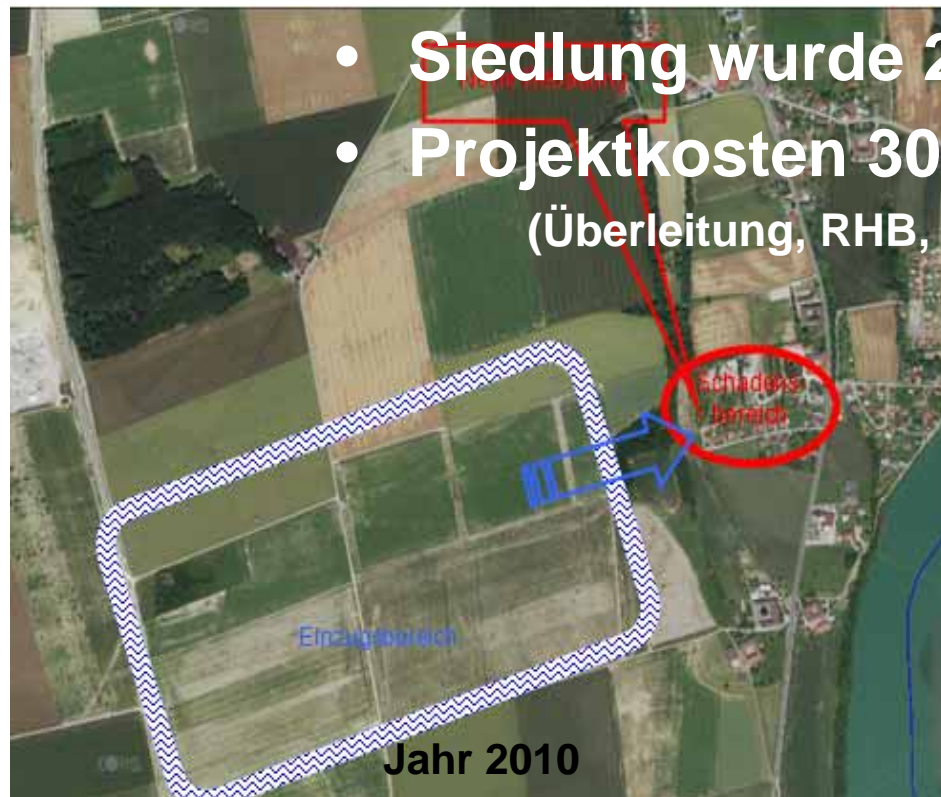 • Siedlung wurde 2
• Projektkosten 30
(Überleitung, RHB,
Schadens
bereich
Einzugsbereich
Jahr 2010